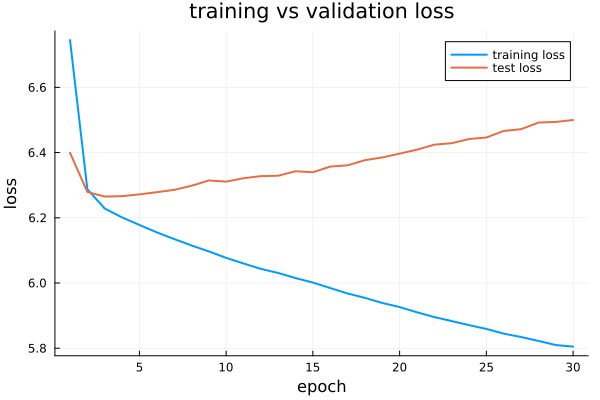 training vs validation loss
training loss
test loss
6.6
6.4
6.2
6.0
5.8
loss
5 10 15 20 25 30
epoch